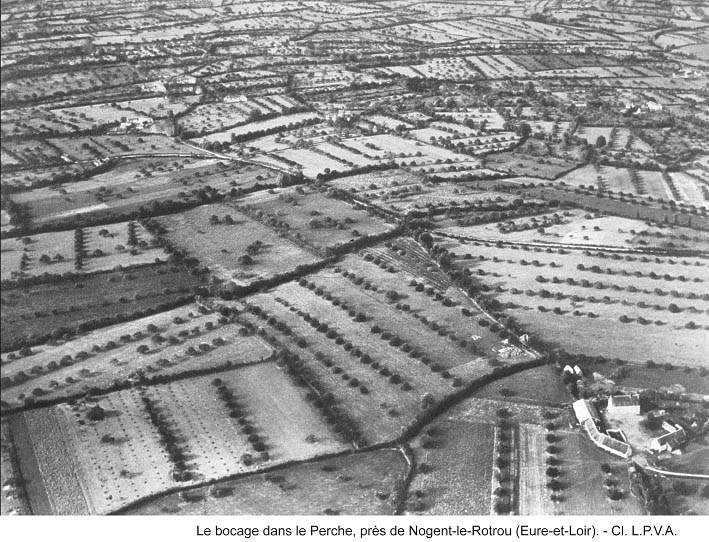 Le bocage dans le Perche, près de Nogent-le-Rotrou (Eure-et-Loir). - Cl. L.P.V.A.